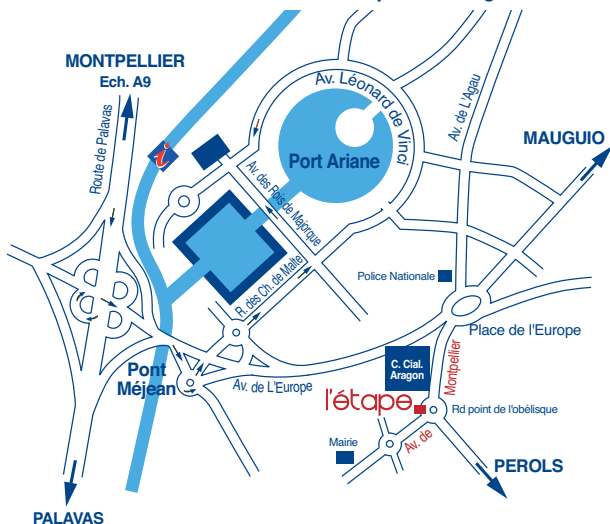 MONTPELLIER
Ech. A9
Route de Palavas
i
Av. Léonard de Vinci
Av. de L'Agau
MAUGUIO
Port Ariane
Av. des Rois de Majorque
R. des Ch. de Malte
Police Nationale
Place de l'Europe
Pont
Méjean
Av. de L'Europe
C. Cial.
Aragon
Montpellier
l'étape
Rd point de l'obélisque
Mairie
Av. de
PEROLS
PALAVAS